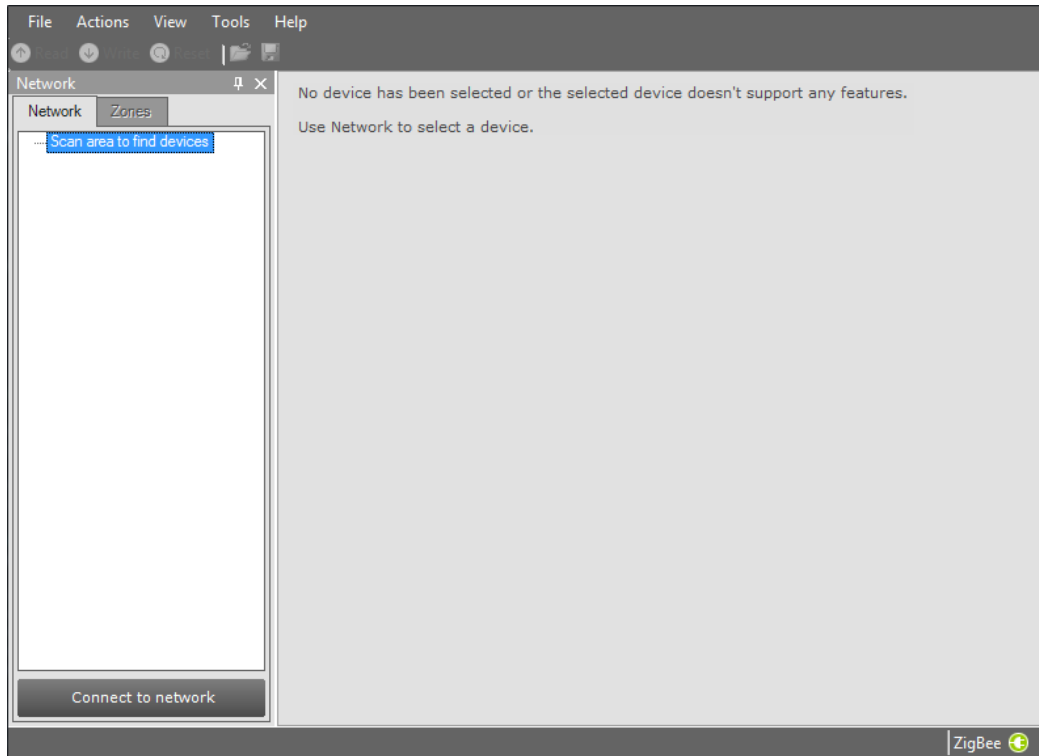 File Actions View Tools Help
Read Write Reset
Network
Network Zones
Scan area to find devices
Connect to network
No device has been selected or the selected device doesn't support any features.
Use Network to select a device.
ZigBee